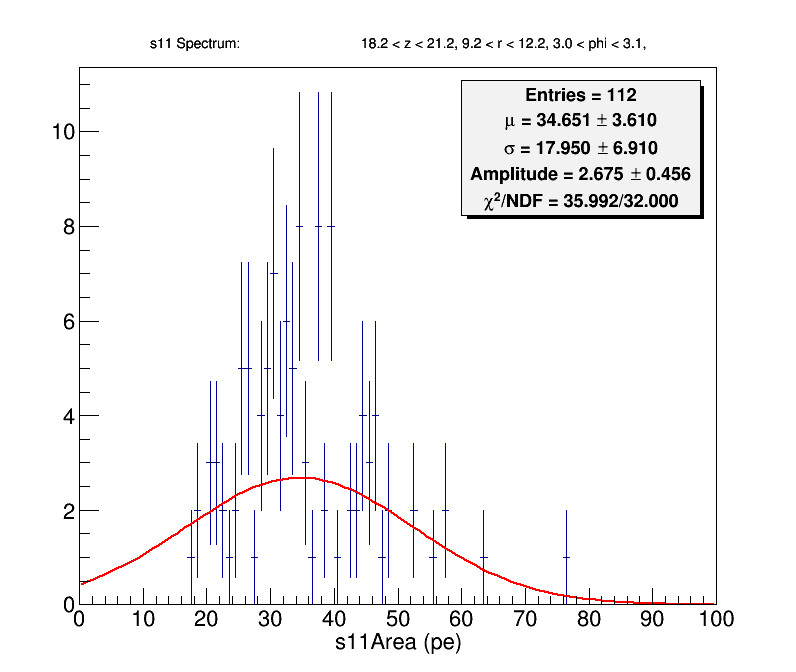 s11 Spectrum: 18.2 < z < 21.2, 9.2 < r < 12.2, 3.0 < phi < 3.1,
Entries = 112
μ = 34.651 ± 3.610
σ = 17.950 ± 6.910
Amplitude = 2.675 ± 0.456
χ²/NDF = 35.992/32.000
10
8
6
4
2
0
0 10 20 30 40 50 60 70 80 90 100
s11Area (pe)